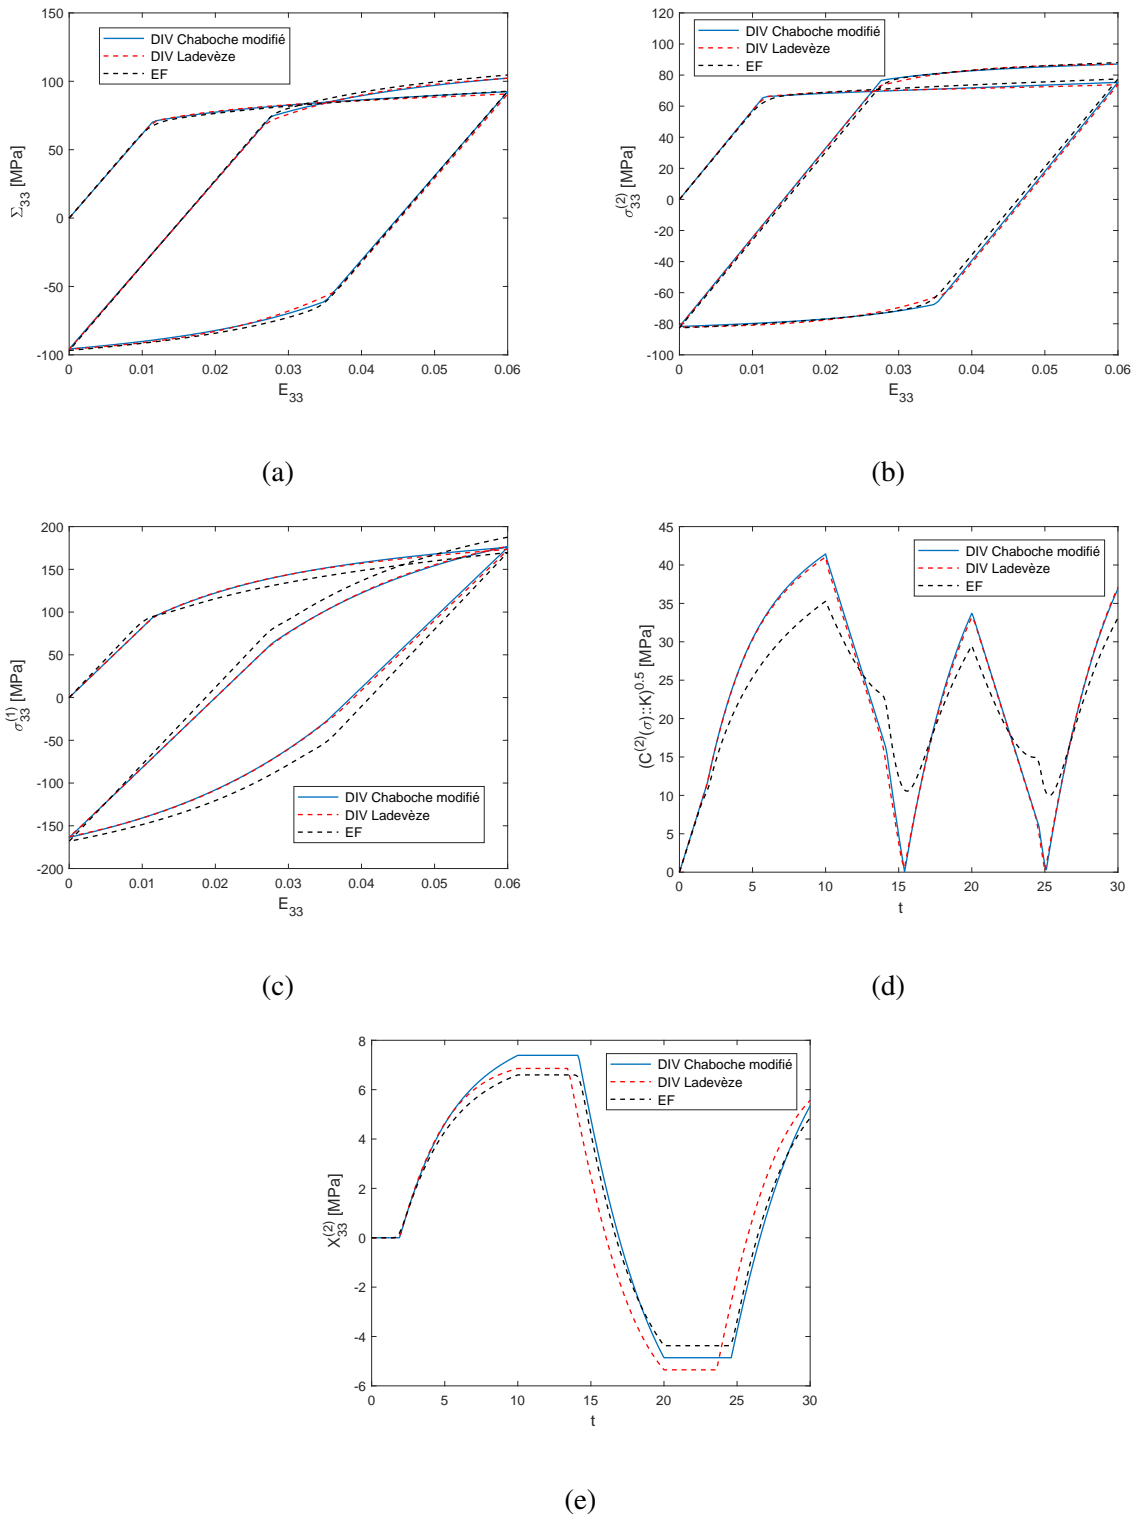 150
100
50
0
-50
-100
Σ33 [MPa]
DIV Chaboche modifié
DIV Ladevèze
EF
0 0.01 0.02 0.03 0.04 0.05 0.06
E33
(a)
120
100
80
60
40
20
0
-20
-40
-60
-80
-100
σ33(2) [MPa]
DIV Chaboche modifié
DIV Ladevèze
EF
0 0.01 0.02 0.03 0.04 0.05 0.06
E33
(b)
200
150
100
50
0
-50
-100
-150
-200
σ33(1) [MPa]
DIV Chaboche modifié
DIV Ladevèze
EF
0 0.01 0.02 0.03 0.04 0.05 0.06
E33
(c)
45
40
35
30
25
20
15
10
5
0
(C(2)(σ)::K)0.5 [MPa]
DIV Chaboche modifié
DIV Ladevèze
EF
0 5 10 15 20 25 30
t
(d)
8
6
4
2
0
-2
-4
-6
X33(2) [MPa]
DIV Chaboche modifié
DIV Ladevèze
EF
0 5 10 15 20 25 30
t
(e)